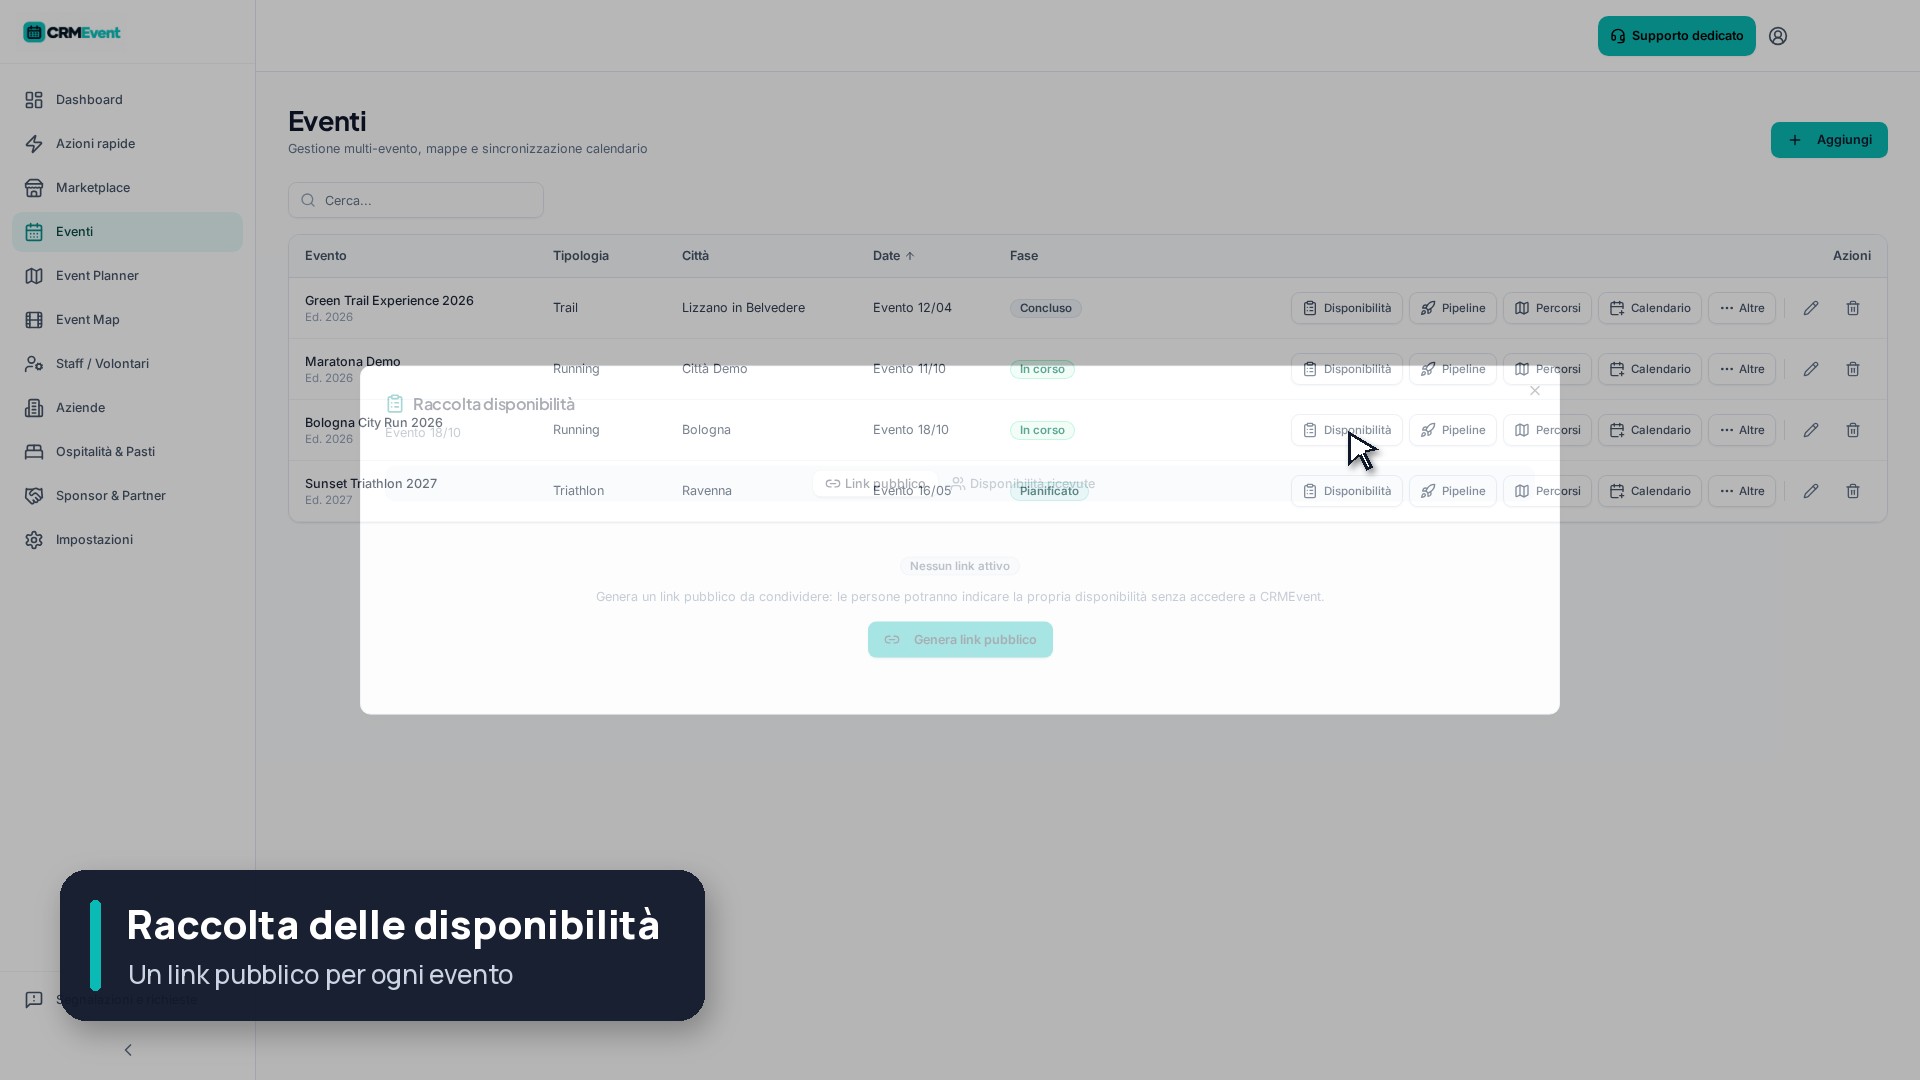 CRMEvent
Supporto dedicato
Dashboard
Azioni rapide
Marketplace
Eventi
Event Planner
Event Map
Staff / Volontari
Aziende
Ospitalità & Pasti
Sponsor & Partner
Impostazioni
Eventi
Gestione multi-evento, mappe e sincronizzazione calendario
Aggiungi
Cerca...
Evento Tipologia Città Date Fase Azioni
Green Trail Experience 2026 Trail Lizzano in Belvedere Evento 12/04 Concluso Disponibilità Pipeline Percorsi Calendario Altre
Ed. 2026
Maratona Demo Running Città Demo Evento 11/10 In corso Disponibilità Pipeline Percorsi Calendario Altre
Ed. 2026
Bologna City Run 2026 Running Bologna Evento 18/10 In corso Disponibilità Pipeline Percorsi Calendario Altre
Ed. 2026
Sunset Triathlon 2027 Triathlon Ravenna Evento 16/05 Pianificato Disponibilità Pipeline Percorsi Calendario Altre
Ed. 2027
Raccolta disponibilità
Evento 18/10
Link pubblico Disponibilità ricevute
Nessun link attivo
Genera un link pubblico da condividere: le persone potranno indicare la propria disponibilità senza accedere a CRMEvent.
Genera link pubblico
Raccolta delle disponibilità
Un link pubblico per ogni evento